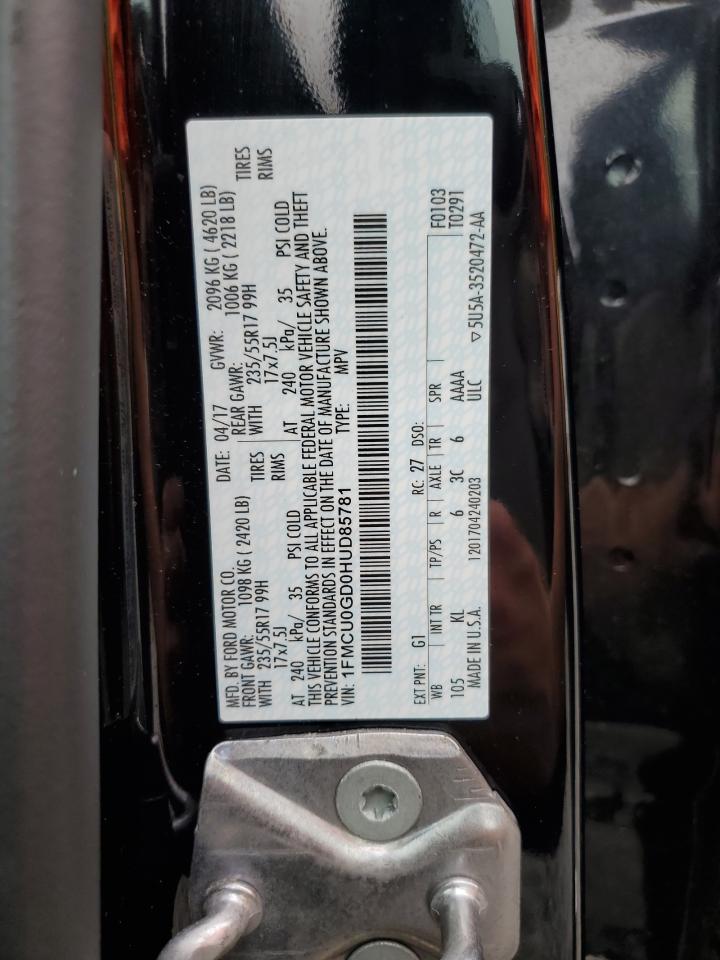 MFD. BY FORD MOTOR CO. DATE: 04/17 GVWR: 2096 KG ( 4620 LB)
FRONT GAWR: 1098 KG ( 2420 LB) REAR GAWR: 1006 KG ( 2218 LB)
WITH 235/55R17 99H TIRES WITH 235/55R17 99H TIRES
17x7.5J RIMS 17x7.5J RIMS
AT 240 kPa/ 35 PSI COLD AT 240 kPa/ 35 PSI COLD
THIS VEHICLE CONFORMS TO ALL APPLICABLE FEDERAL MOTOR VEHICLE SAFETY AND THEFT
PREVENTION STANDARDS IN EFFECT ON THE DATE OF MANUFACTURE SHOWN ABOVE.
VIN: 1FMCU0GD0HUD85781 TYPE: MPV
EXT PNT: G1 RC: 27 DSO: F0103
WB INT TR TP/PS R AXLE TR SPR T0291
105 KL 6 3C 6 AAAA
MADE IN U.S.A. 1201704240203 ULC ▽5U5A-3520472-AA